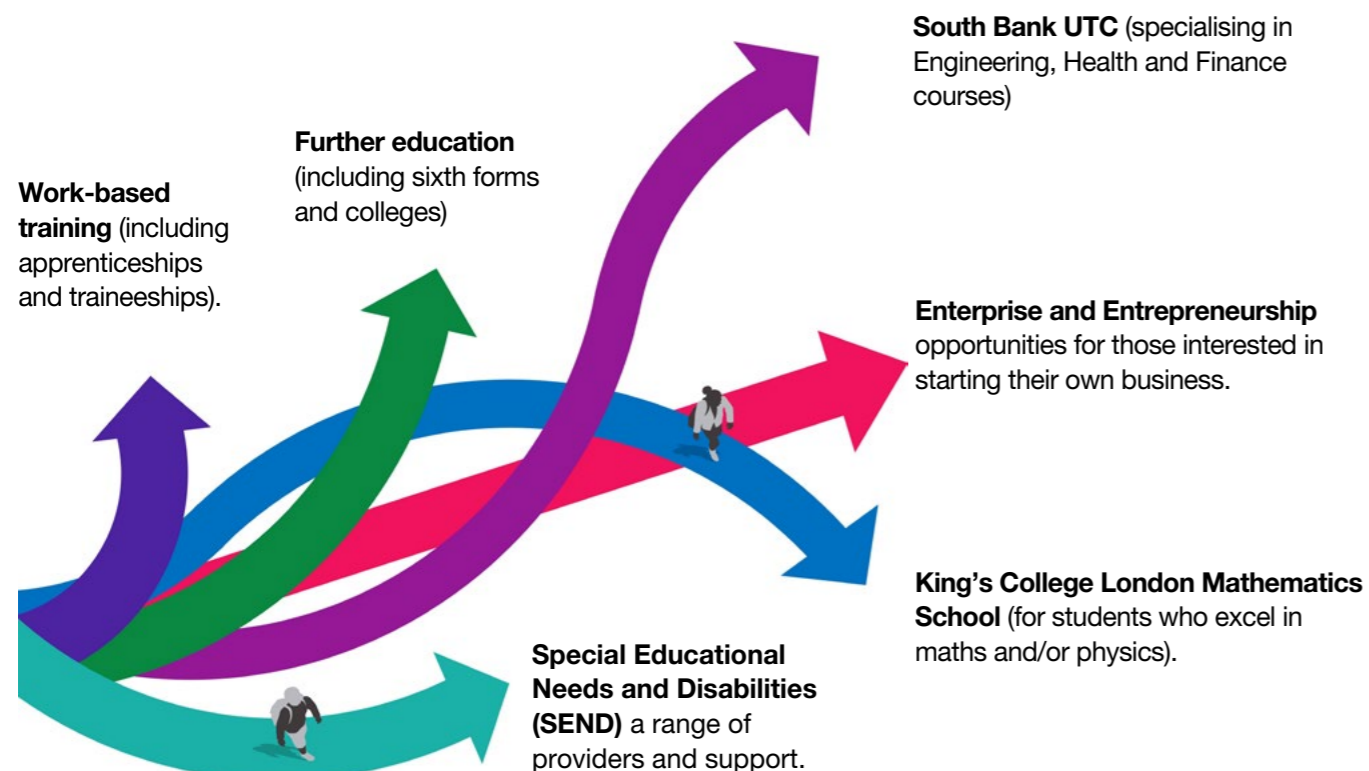 South Bank UTC (specialising in
Engineering, Health and Finance
courses)
Further education
(including sixth forms
and colleges)
Work-based
training (including
apprenticeships
and traineeships).
Enterprise and Entrepreneurship
opportunities for those interested in
starting their own business.
King’s College London Mathematics
School (for students who excel in
maths and/or physics).
Special Educational
Needs and Disabilities
(SEND) a range of
providers and support.